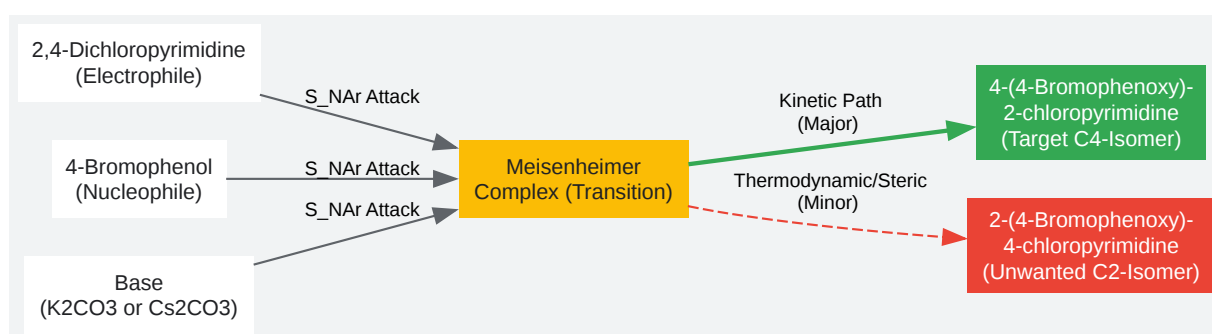 2,4-Dichloropyrimidine
(Electrophile)
S_NAr Attack
4-Bromophenol
(Nucleophile)
S_NAr Attack
Base
(K2CO3 or Cs2CO3)
S_NAr Attack
Meisenheimer
Complex (Transition)
Kinetic Path
(Major)
4-(4-Bromophenoxy)-
2-chloropyrimidine
(Target C4-Isomer)
Thermodynamic/Steric
(Minor)
2-(4-Bromophenoxy)-
4-chloropyrimidine
(Unwanted C2-Isomer)